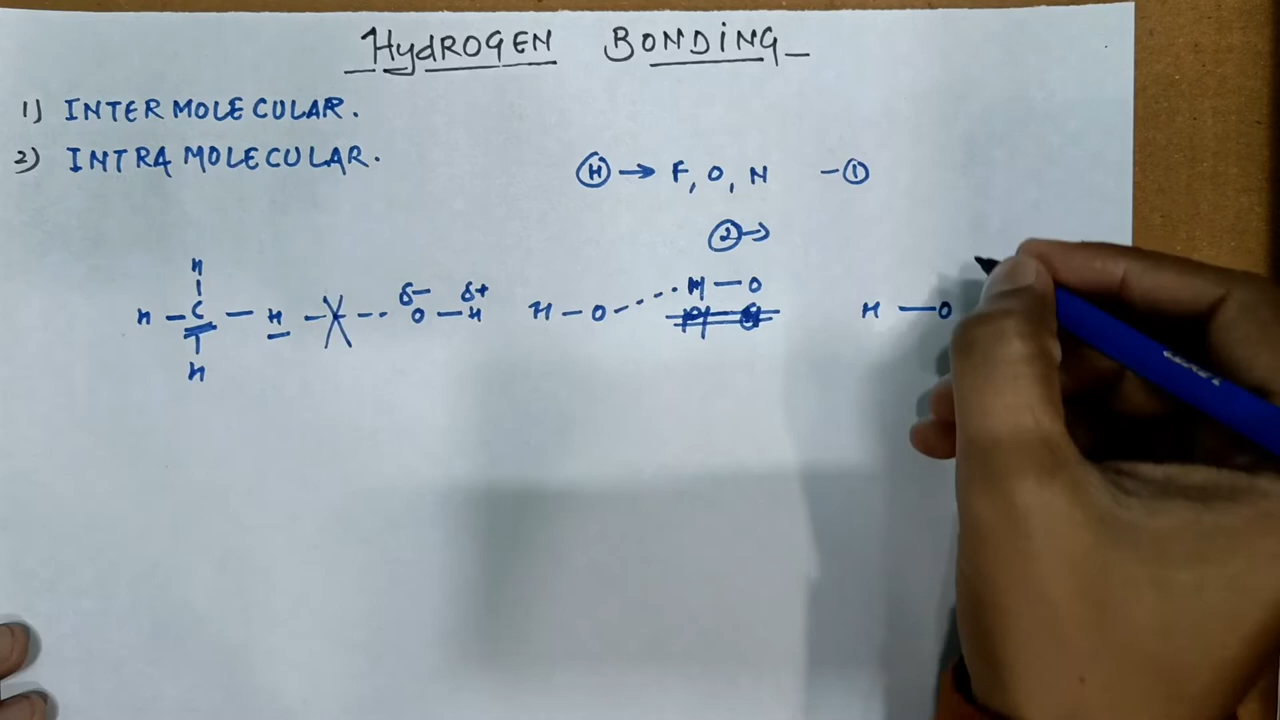 HydROGEN BONDING
1) INTERMOLECULAR.
2) INTRAMOLECULAR.
H → F, O, N - ①
② →
H
δ- δ+ H - O
H - C - H - - - O - H H - O - - - H - O
H